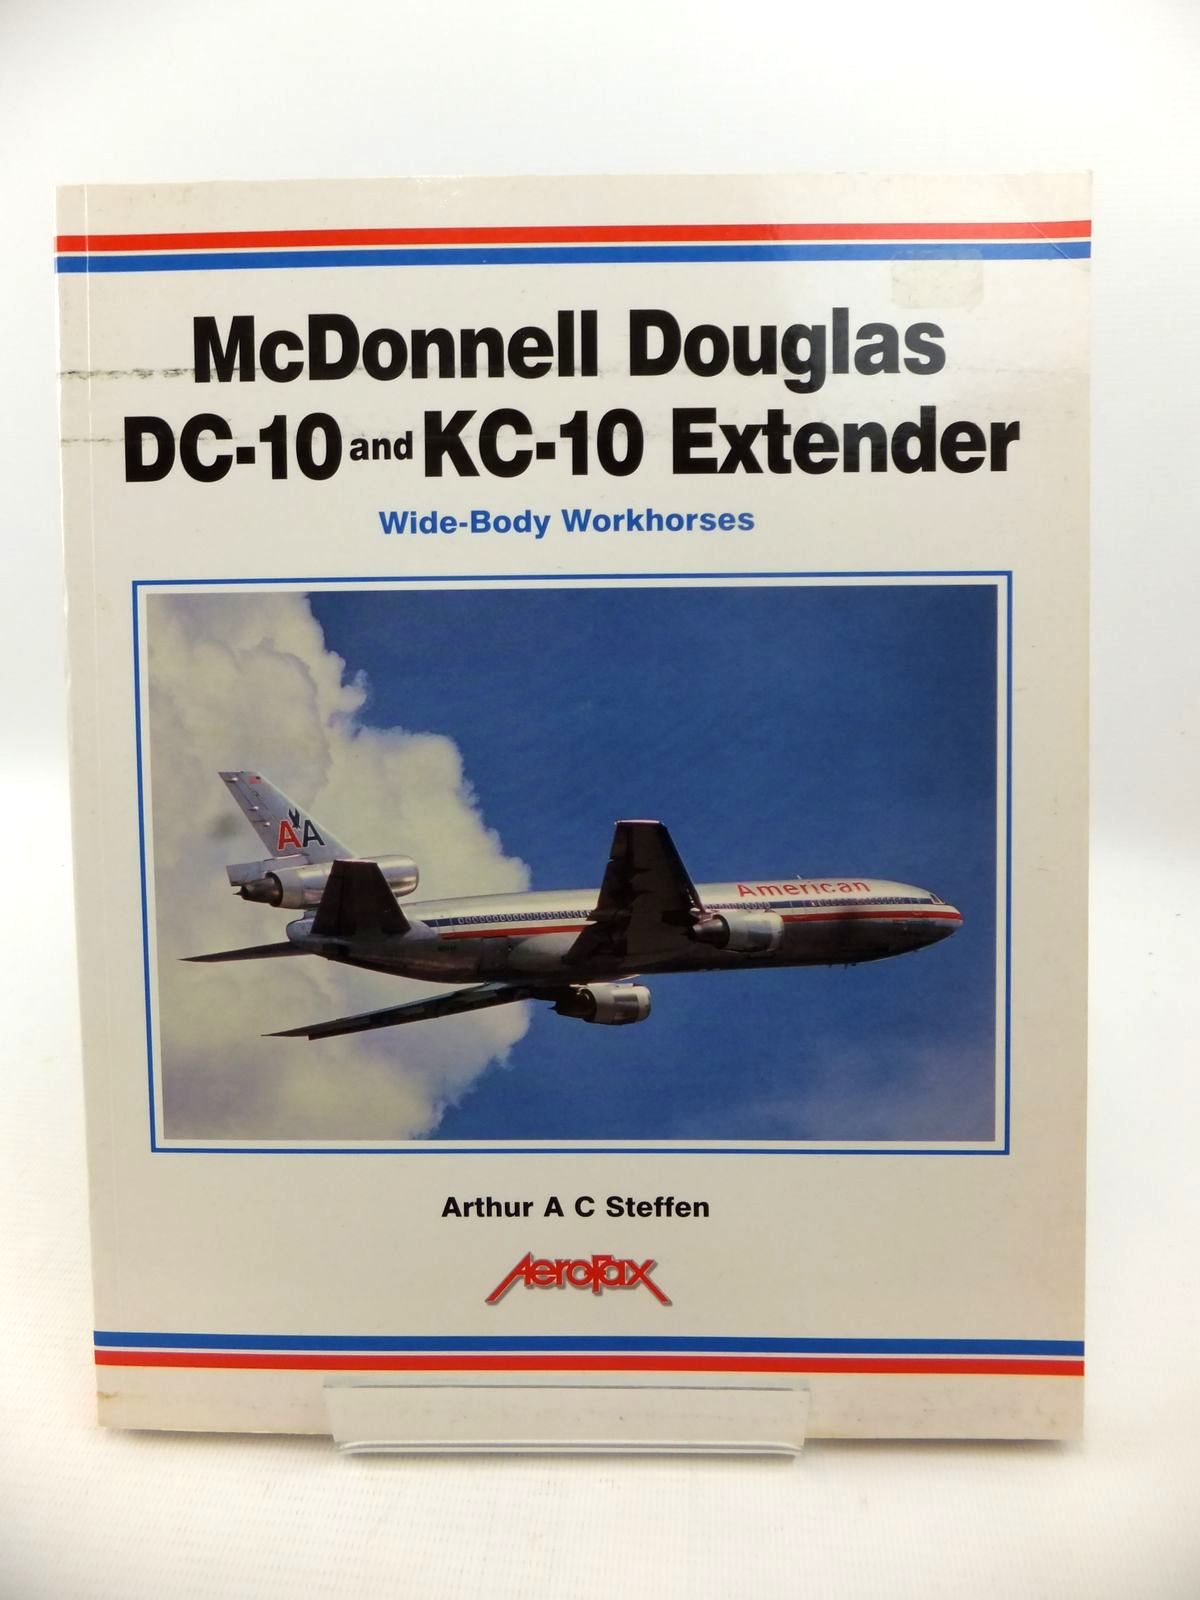 McDonnell Douglas
DC-10 and KC-10 Extender
Wide-Body Workhorses
AA
American
Arthur A C Steffen
AeroFax